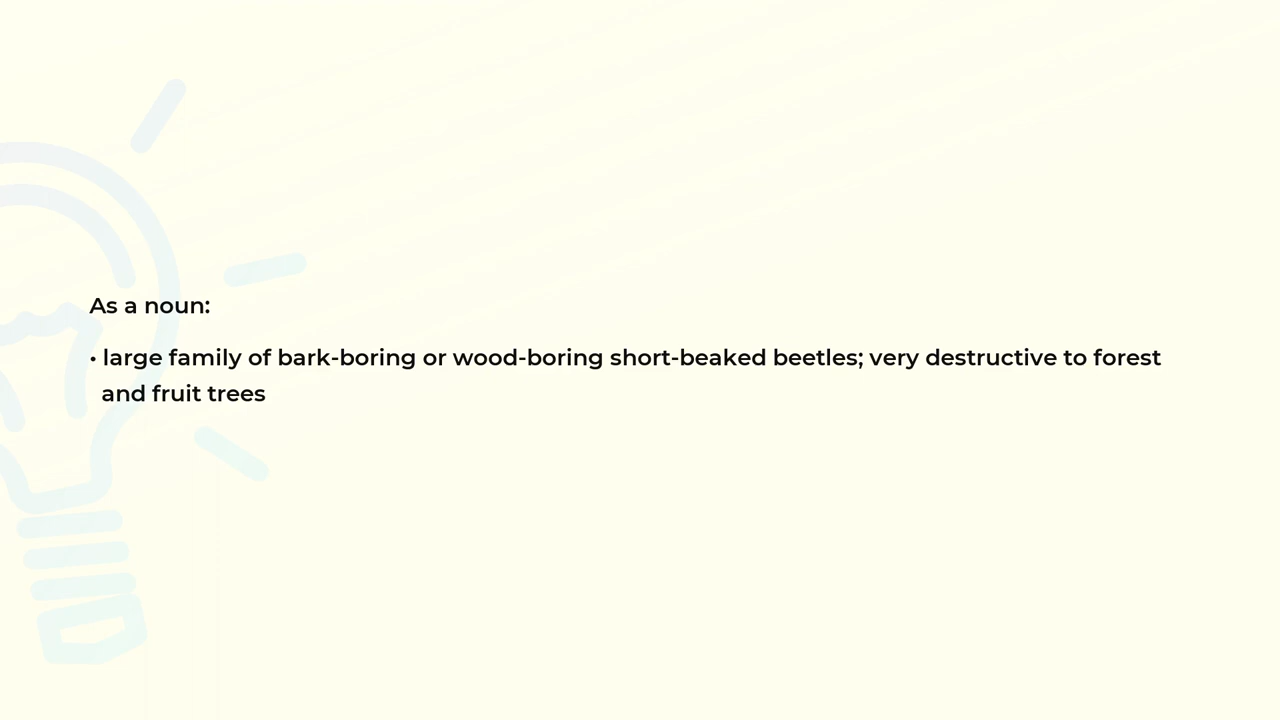 As a noun:
• large family of bark-boring or wood-boring short-beaked beetles; very destructive to forest
and fruit trees